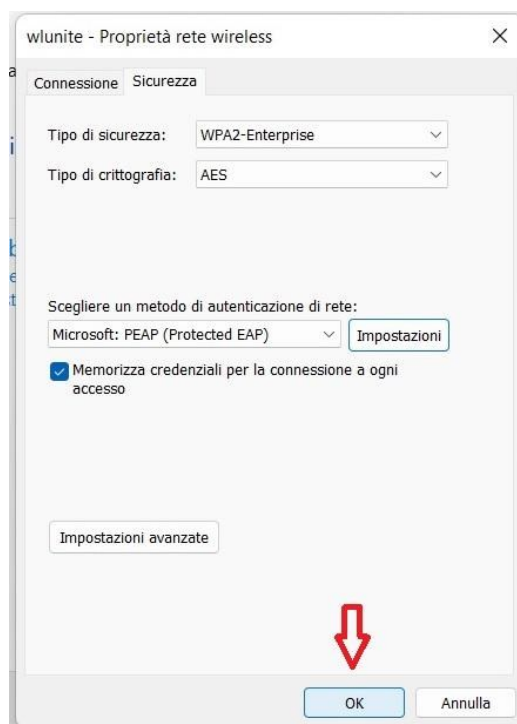 wlunite - Proprietà rete wireless
Connessione
Sicurezza
Tipo di sicurezza:
WPA2-Enterprise
Tipo di crittografia:
AES
Scegliere un metodo di autenticazione di rete:
Microsoft: PEAP (Protected EAP)
Impostazioni
Memorizza credenziali per la connessione a ogni
accesso
Impostazioni avanzate
OK
Annulla